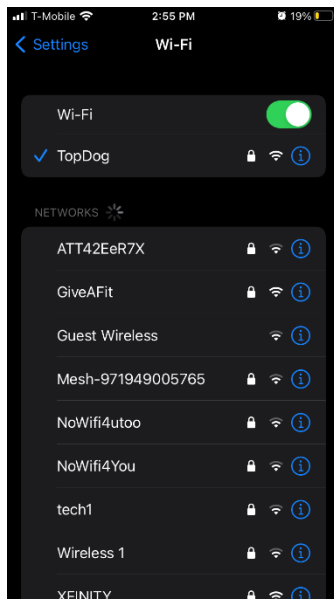 T-Mobile 2:55 PM 19%
Settings Wi-Fi
Wi-Fi
TopDog
NETWORKS
ATT42EeR7X
GiveAFit
Guest Wireless
Mesh-971949005765
NoWifi4utoo
NoWifi4You
tech1
Wireless 1
XFINITY